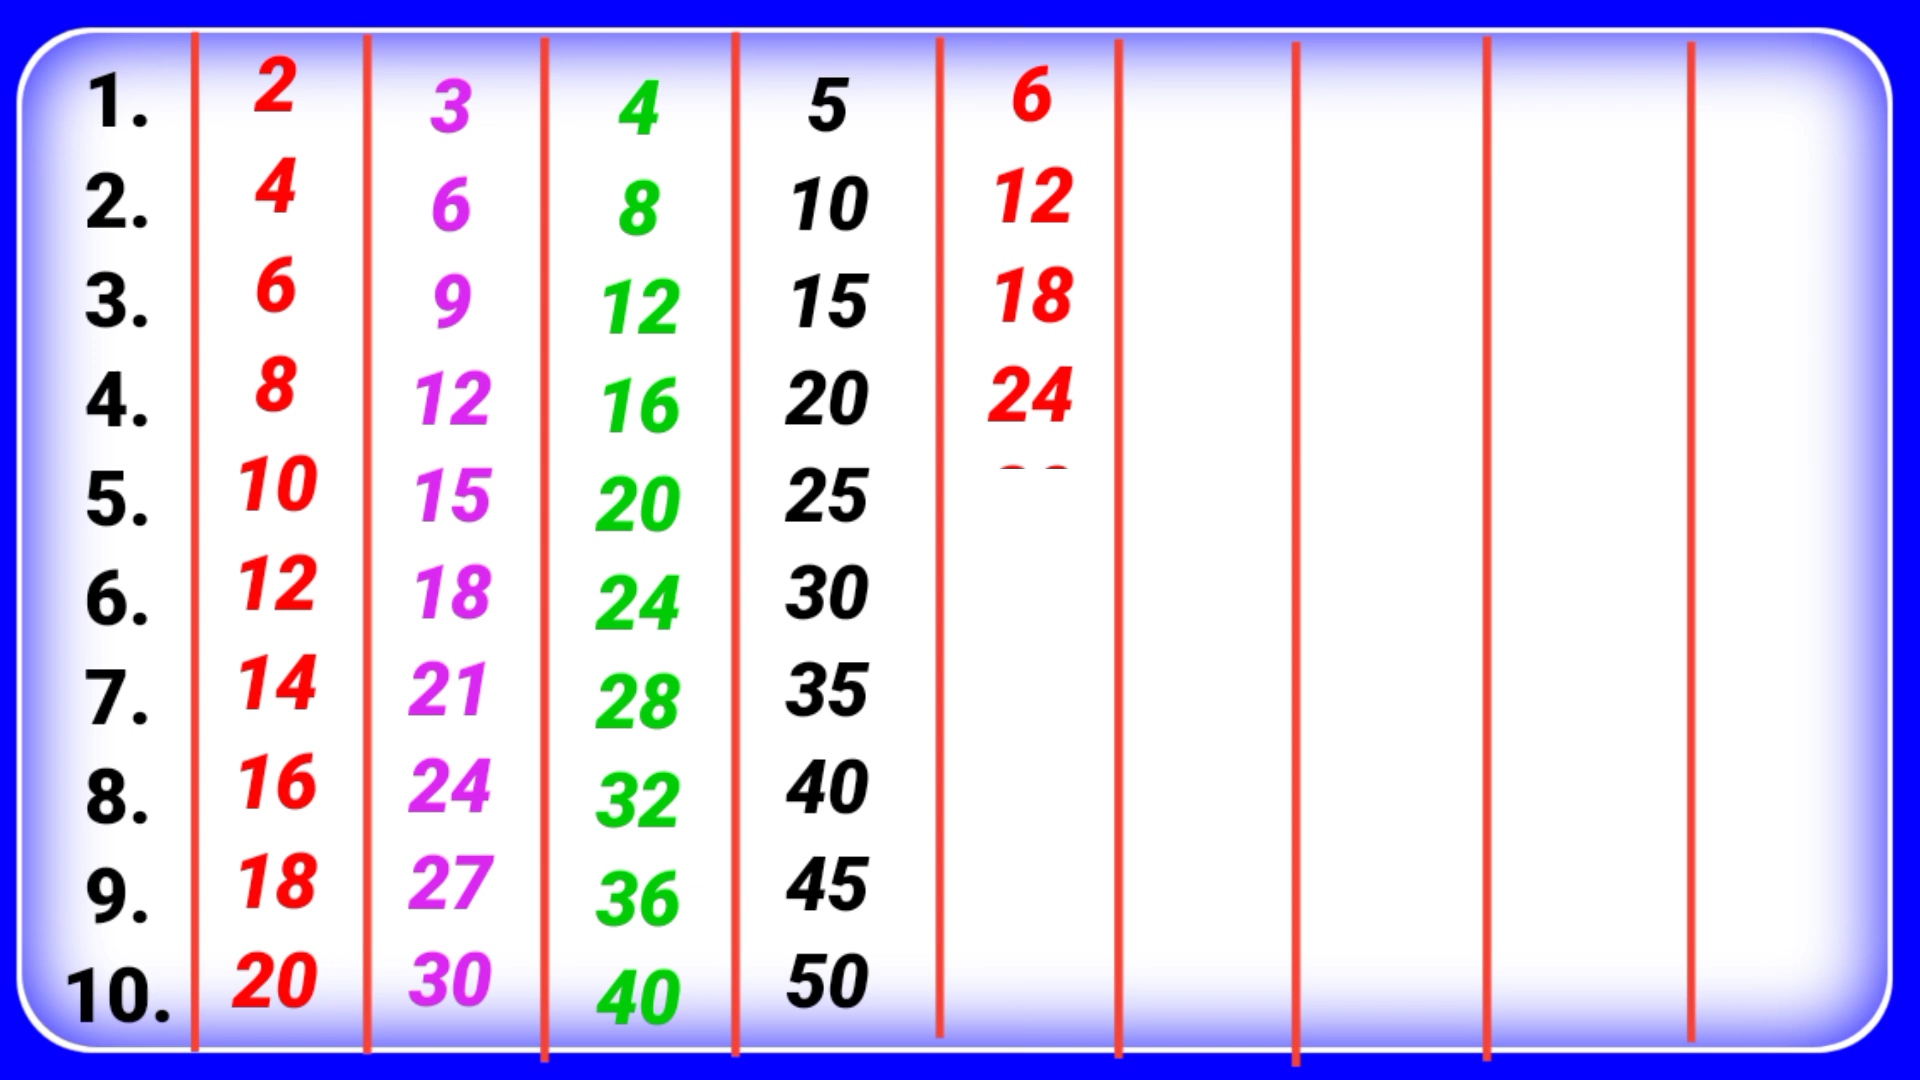 1. 2 3 4 5 6
2. 4 6 8 10 12
3. 6 9 12 15 18
4. 8 12 16 20 24
5. 10 15 20 25
6. 12 18 24 30
7. 14 21 28 35
8. 16 24 32 40
9. 18 27 36 45
10. 20 30 40 50